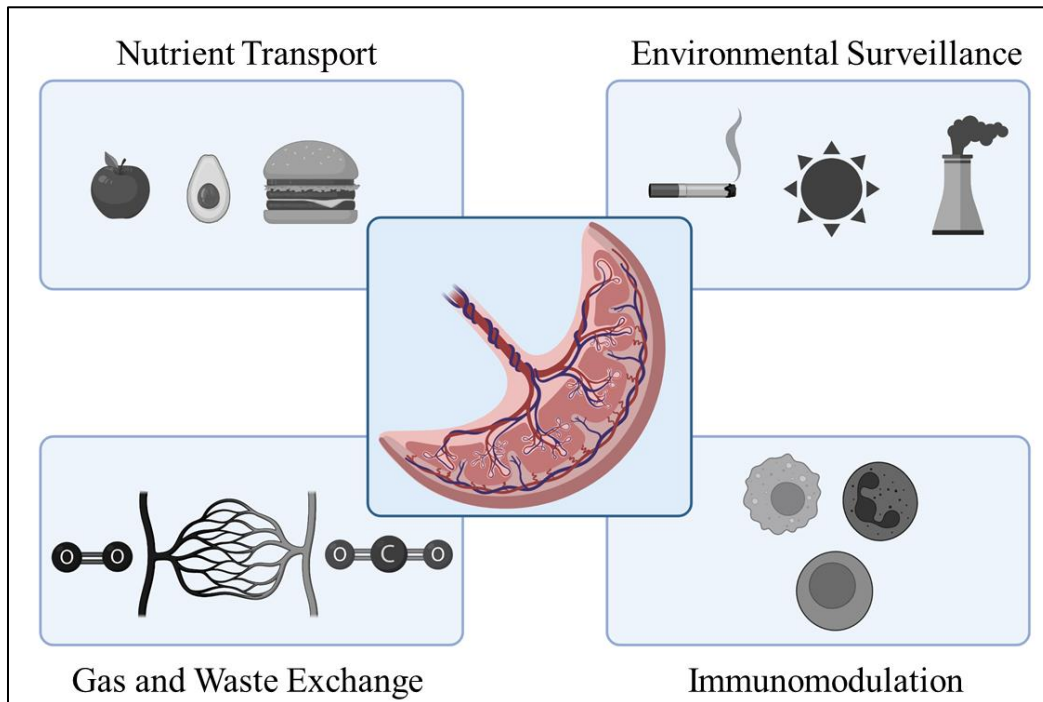 Nutrient Transport
Environmental Surveillance
O O
O C O
Gas and Waste Exchange
Immunomodulation